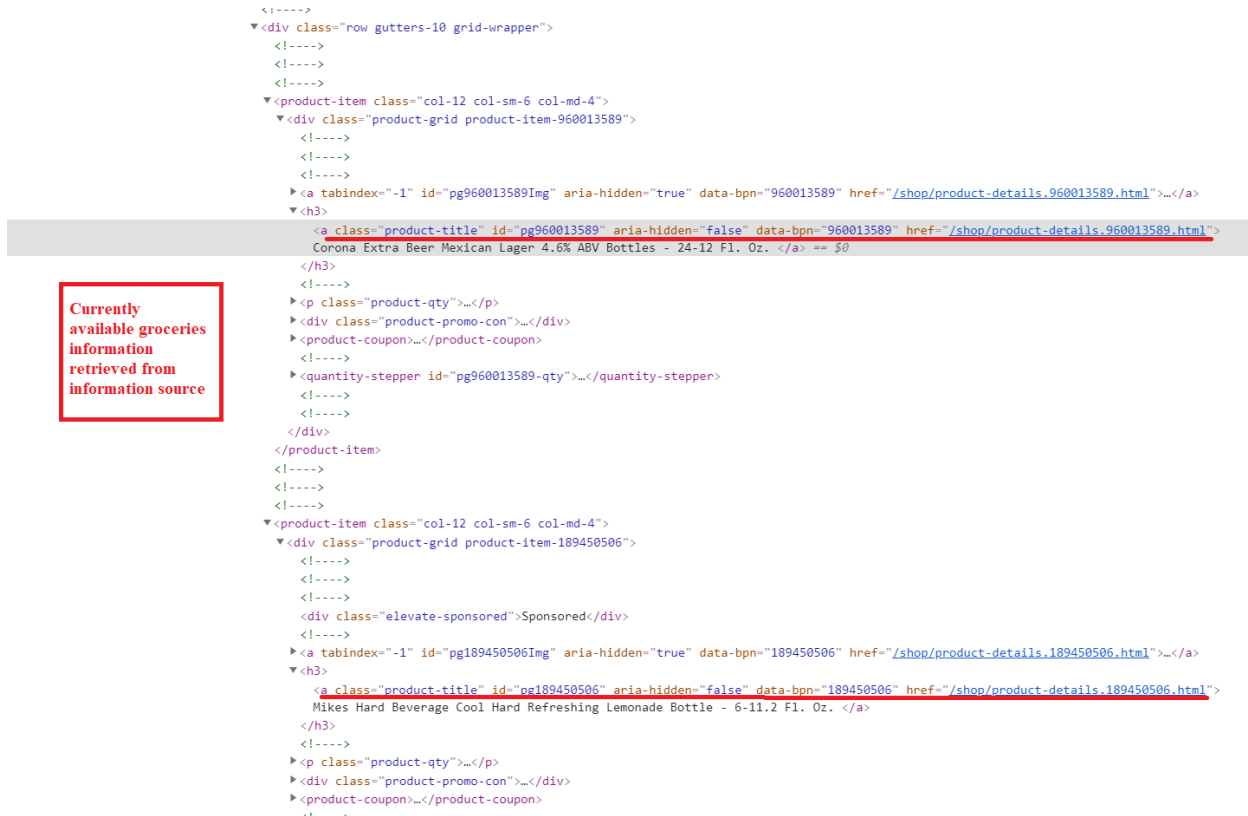 <!---->
▼<div class="row gutters-10 grid-wrapper">
<!---->
<!---->
<!---->
▼<product-item class="col-12 col-sm-6 col-md-4">
▼<div class="product-grid product-item-960013589">
<!---->
<!---->
<!---->
▶<a tabindex="-1" id="pg960013589Img" aria-hidden="true" data-bpn="960013589" href="/shop/product-details.960013589.html">…</a>
▼<h3>
<a class="product-title" id="pg960013589" aria-hidden="false" data-bpn="960013589" href="/shop/product-details.960013589.html">
Corona Extra Beer Mexican Lager 4.6% ABV Bottles - 24-12 Fl. Oz. </a> == $0
</h3>
<!---->
▶<p class="product-qty">…</p>
▶<div class="product-promo-con">…</div>
▶<product-coupon>…</product-coupon>
<!---->
▶<quantity-stepper id="pg960013589-qty">…</quantity-stepper>
<!---->
<!---->
</div>
</product-item>
Currently
available groceries
information
retrieved from
information source
<!---->
<!---->
<!---->
▼<product-item class="col-12 col-sm-6 col-md-4">
▼<div class="product-grid product-item-189450506">
<!---->
<!---->
<!---->
<div class="elevate-sponsored">Sponsored</div>
<!---->
▶<a tabindex="-1" id="pg189450506Img" aria-hidden="true" data-bpn="189450506" href="/shop/product-details.189450506.html">…</a>
▼<h3>
<a class="product-title" id="pg189450506" aria-hidden="false" data-bpn="189450506" href="/shop/product-details.189450506.html">
Mikes Hard Beverage Cool Hard Refreshing Lemonade Bottle - 6-11.2 Fl. Oz. </a>
</h3>
<!---->
▶<p class="product-qty">…</p>
▶<div class="product-promo-con">…</div>
▶<product-coupon>…</product-coupon>